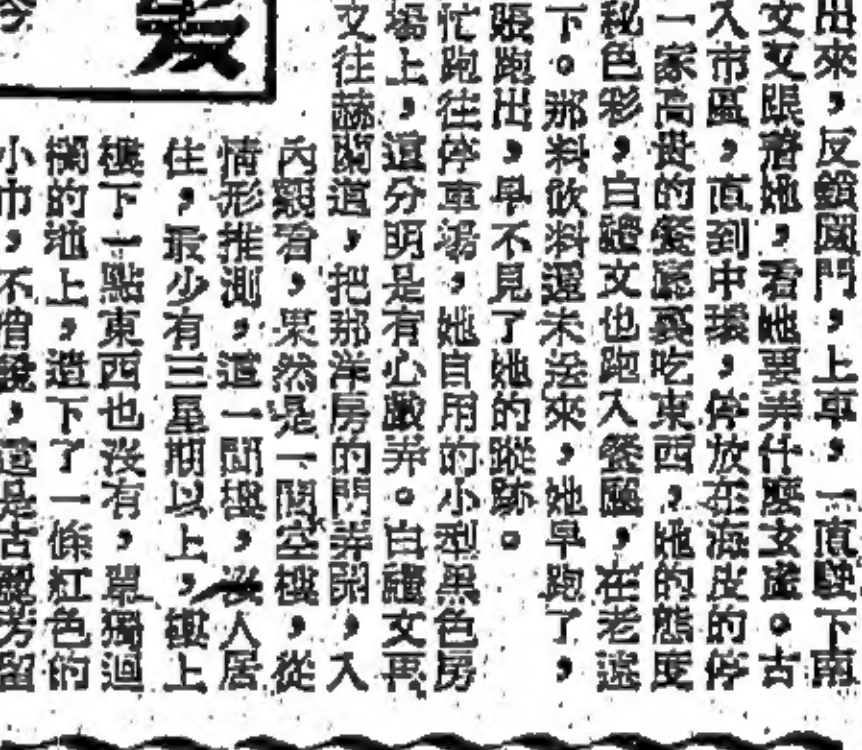 出來，反鎖園門，上車，一直駛下兩
文文跟着她，看她要弄什麼玄虛。古
入市區，直到中環，停放在海皮的停
一家高貴的餐廳裏吃東西，她的態度
秘色彩，白禮文也跑入餐區，在老遠
下。那料飲料還未送來，她早跑了，
賬跑出，早不見了她的蹤跡。
忙跑往停車場，她自用的小型黑色房
場上，這分明是有心戲弄。白禮文再
文往赫蘭道，把那洋房的門弄開，入
內觀看，果然是一間空樓，從
情形推測，這一間樓，沒人居
住，最少有三星期以上，樓上
樓下一點東西也沒有，單獨迴
欄的地上，遺下了一條紅色的
小巾，不消說，這是古麗芳留
髮
今